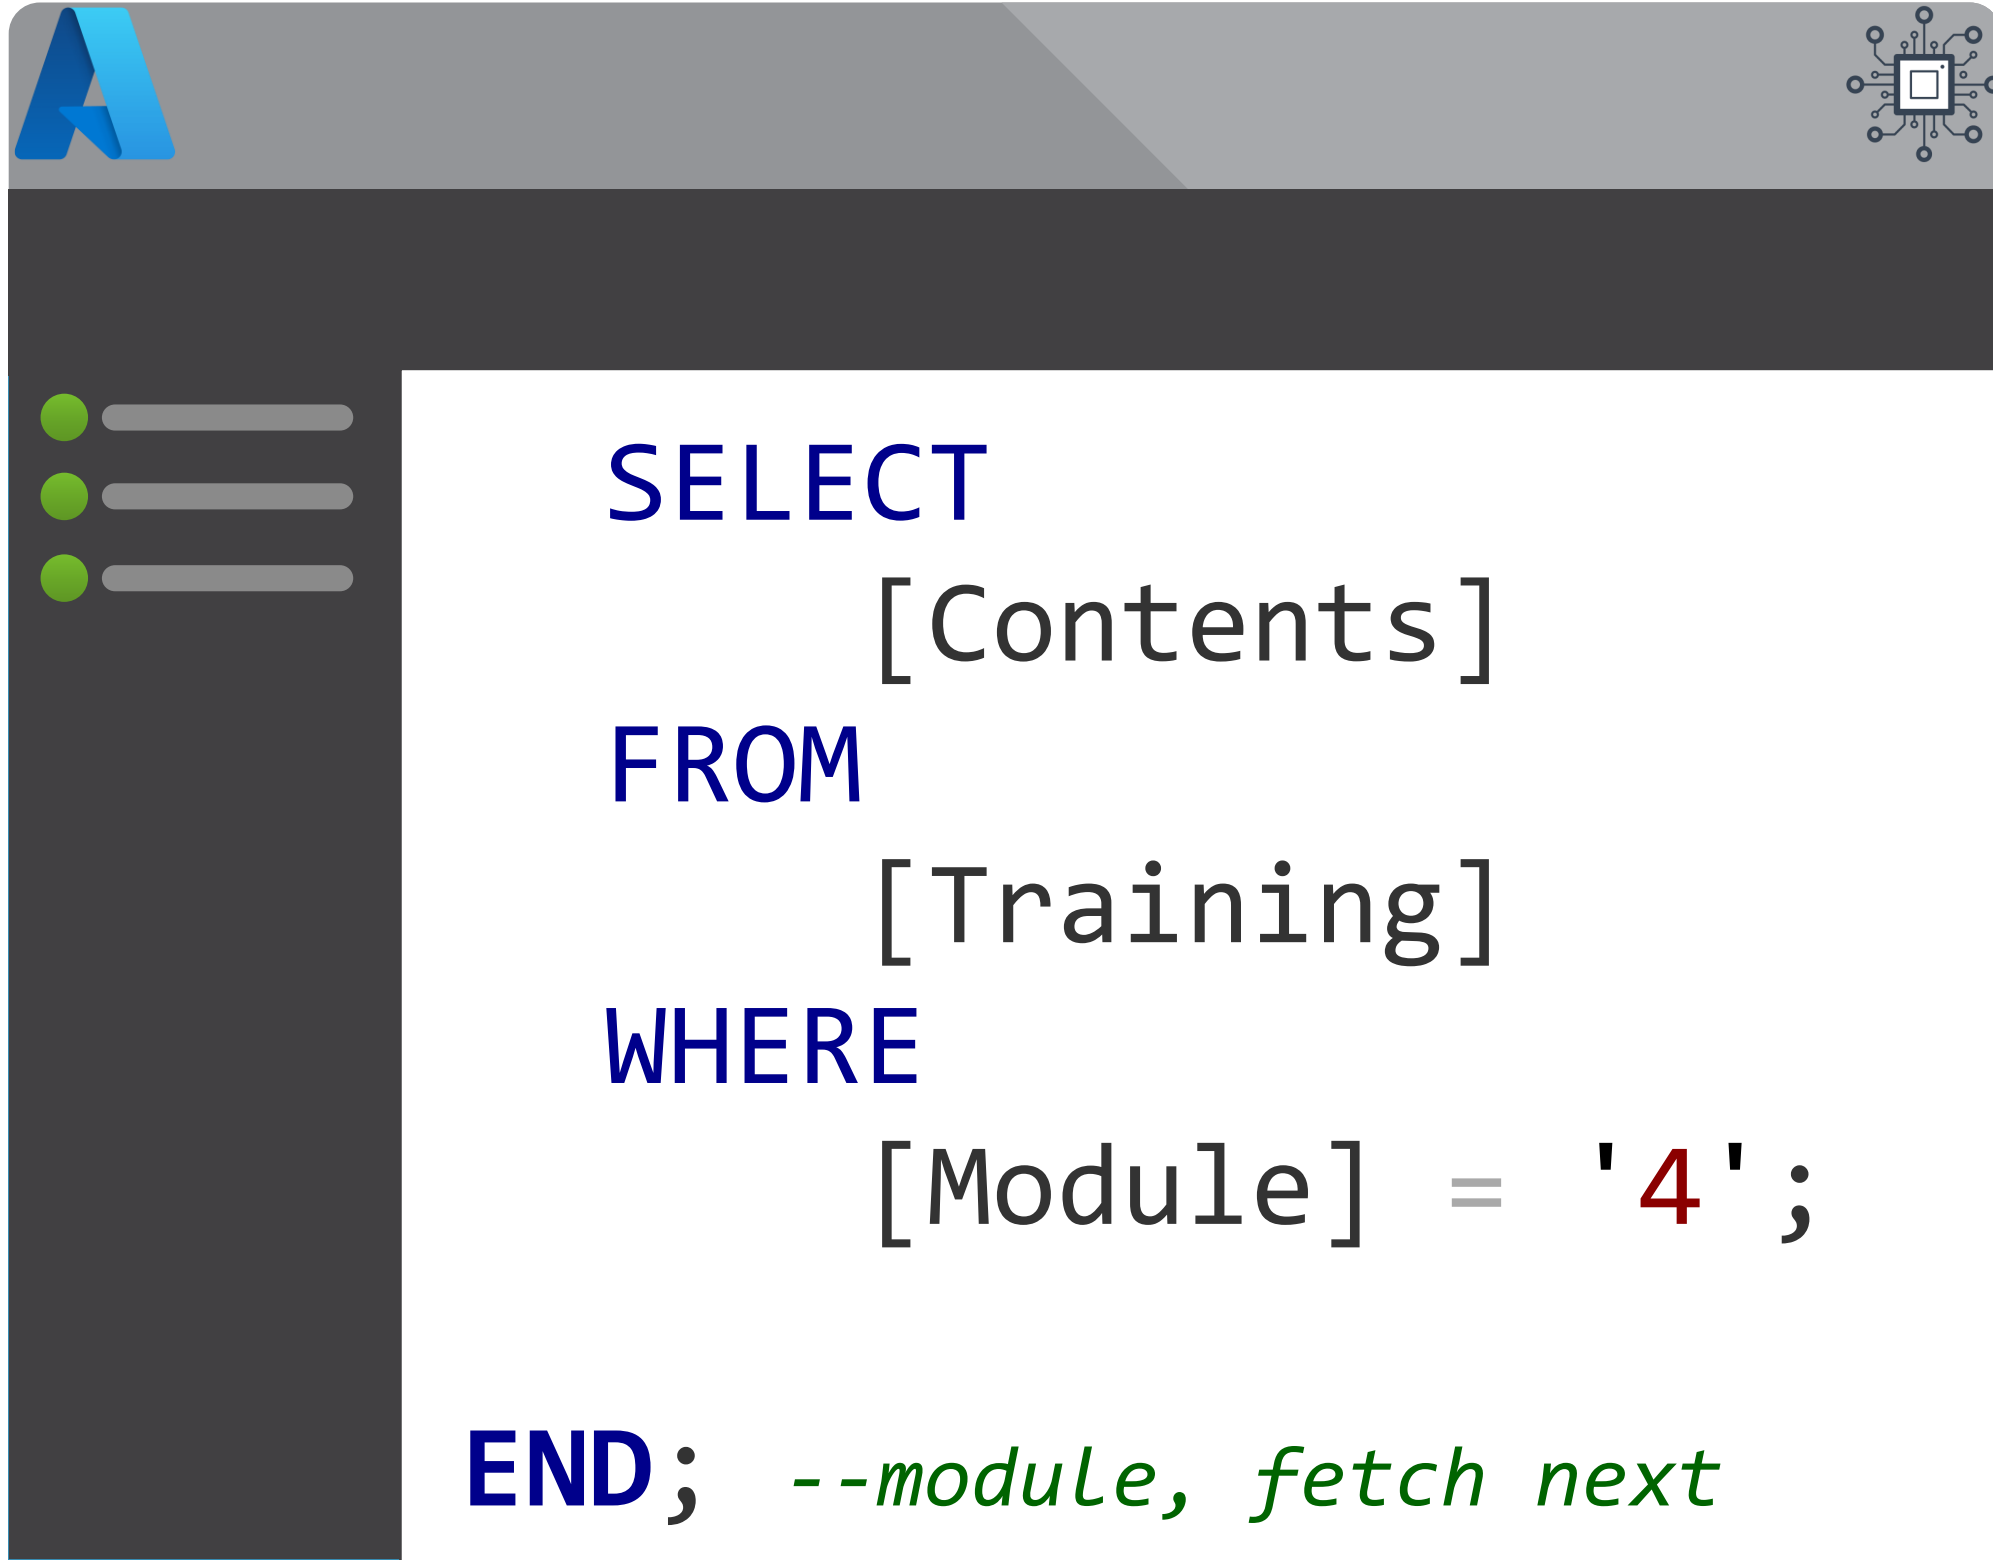 SELECT
[Contents]
FROM
[Training]
WHERE
[Module] = '4';
END; --module, fetch next